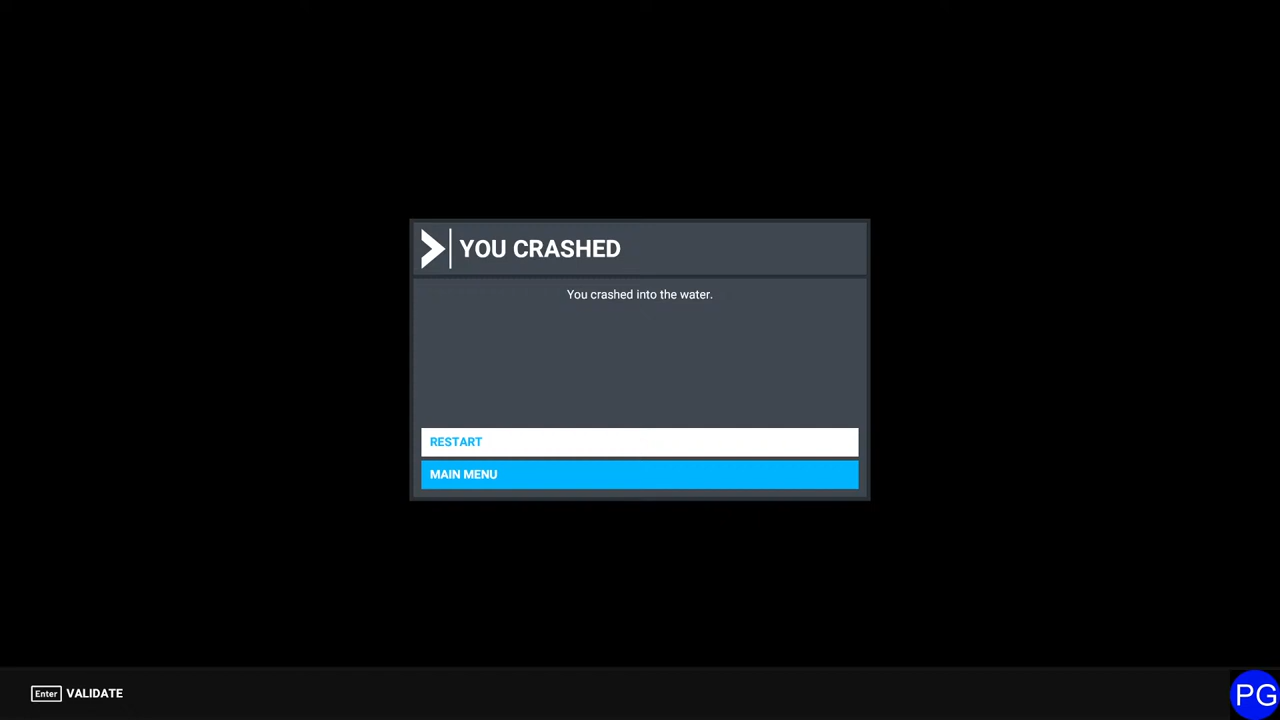 YOU CRASHED
You crashed into the water.
RESTART
MAIN MENU
Enter VALIDATE
PG